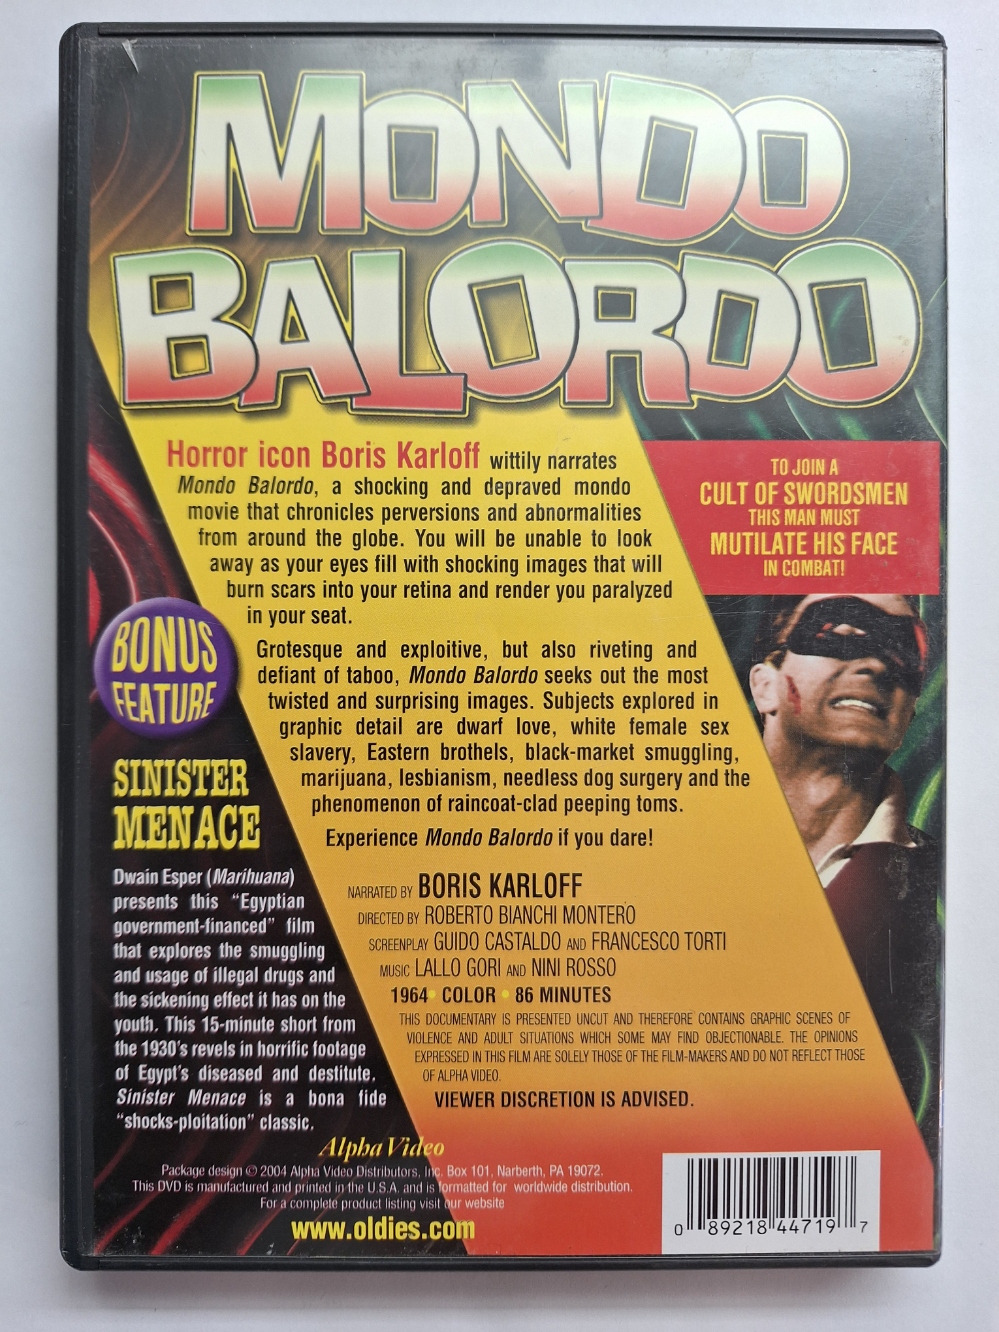 MONDO
BALORDO
Horror icon Boris Karloff wittily narrates
Mondo Balordo, a shocking and depraved mondo
movie that chronicles perversions and abnormalities
from around the globe. You will be unable to look
away as your eyes fill with shocking images that will
burn scars into your retina and render you paralyzed
in your seat.
Grotesque and exploitive, but also riveting and
defiant of taboo, Mondo Balordo seeks out the most
twisted and surprising images. Subjects explored in
graphic detail are dwarf love, white female sex
slavery, Eastern brothels, black-market smuggling,
marijuana, lesbianism, needless dog surgery and the
phenomenon of raincoat-clad peeping toms.
Experience Mondo Balordo if you dare!
TO JOIN A
CULT OF SWORDSMEN
THIS MAN MUST
MUTILATE HIS FACE
IN COMBAT!
BONUS
FEATURE
SINISTER
MENACE
Dwain Esper (Marihuana)
presents this "Egyptian
government-financed" film
that explores the smuggling
and usage of illegal drugs and
the sickening effect it has on the
youth. This 15-minute short from
the 1930's revels in horrific footage
of Egypt's diseased and destitute.
Sinister Menace is a bona fide
"shocks-ploitation" classic.
NARRATED BY BORIS KARLOFF
DIRECTED BY ROBERTO BIANCHI MONTERO
SCREENPLAY GUIDO CASTALDO AND FRANCESCO TORTI
MUSIC LALLO GORI AND NINI ROSSO
1964 • COLOR • 86 MINUTES
THIS DOCUMENTARY IS PRESENTED UNCUT AND THEREFORE CONTAINS GRAPHIC SCENES OF
VIOLENCE AND ADULT SITUATIONS WHICH SOME MAY FIND OBJECTIONABLE. THE OPINIONS
EXPRESSED IN THIS FILM ARE SOLELY THOSE OF THE FILM-MAKERS AND DO NOT REFLECT THOSE
OF ALPHA VIDEO.
VIEWER DISCRETION IS ADVISED.
Alpha Video
Package design © 2004 Alpha Video Distributors, Inc. Box 101, Narberth, PA 19072.
This DVD is manufactured and printed in the U.S.A. and is formatted for worldwide distribution.
For a complete product listing visit our website
www.oldies.com
0 89218 44719 7